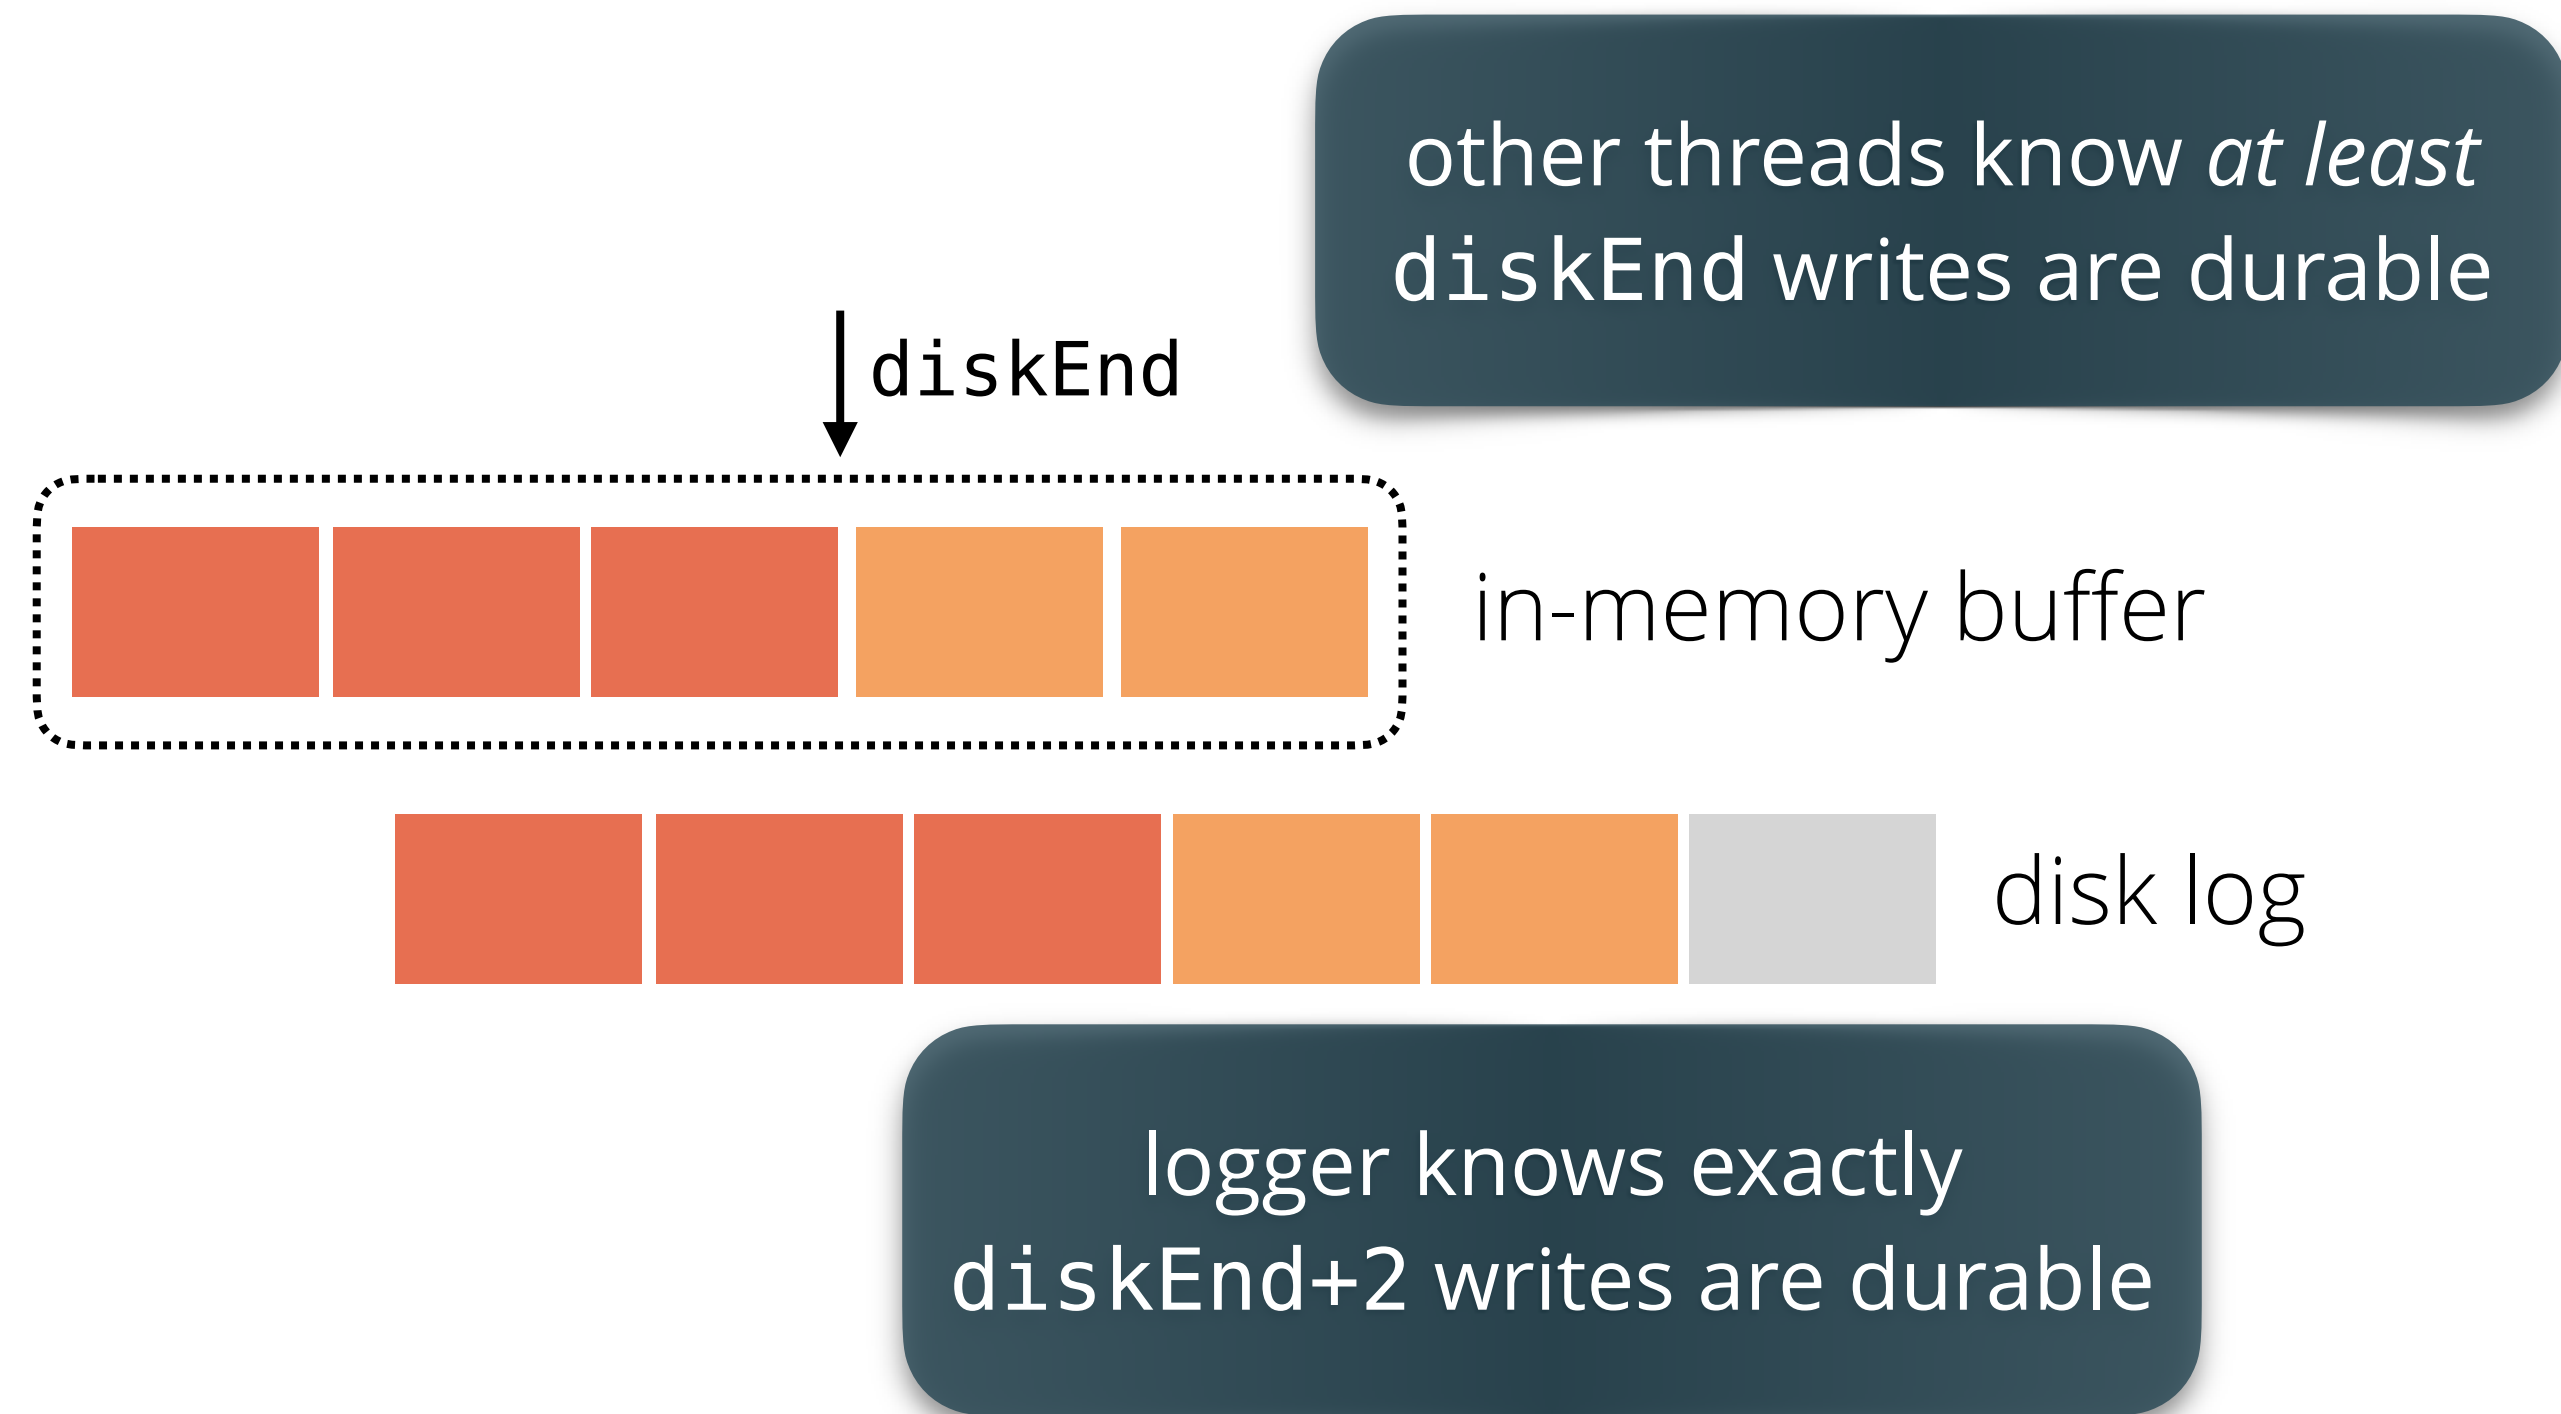 other threads know at least
diskEnd writes are durable
diskEnd
in-memory buffer
disk log
logger knows exactly
diskEnd+2 writes are durable